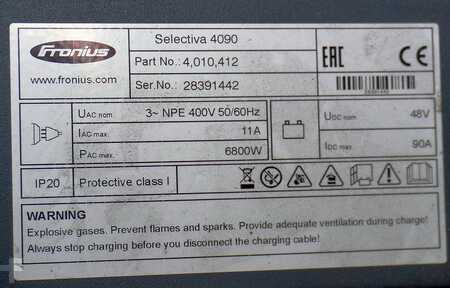 Fronius
www.fronius.com
Selectiva 4090
Part No.: 4,010,412
Ser.No.: 28391442
EAC CE
28391442
UAC nom 3~ NPE 400V 50/60Hz
IAC max. 11A
PAC max. 6800W
UDC nom 48V
IDC max. 90A
IP20 Protective class I
WARNING
Explosive gases. Prevent flames and sparks. Provide adequate ventilation during charge!
Always stop charging before you disconnect the charging cable!